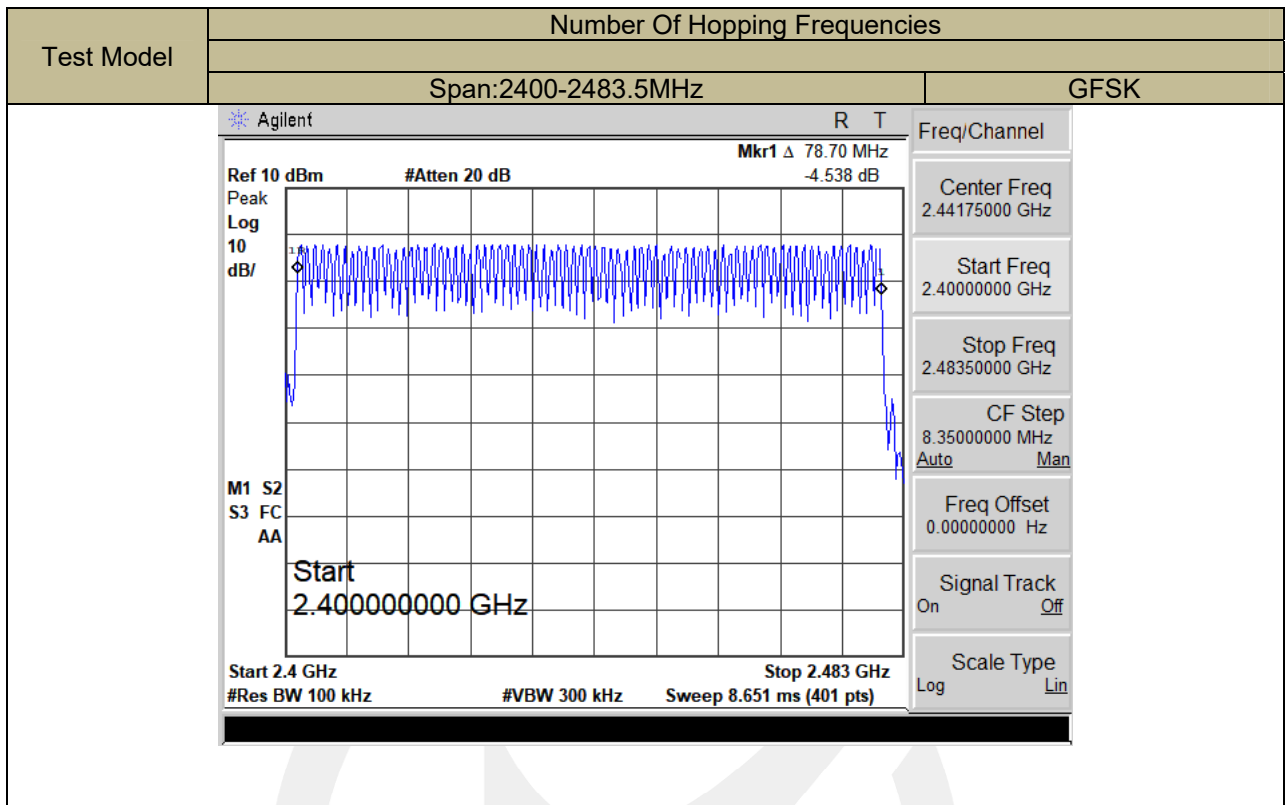 Test Model
Number Of Hopping Frequencies
Span:2400-2483.5MHz
GFSK
Agilent
R T
Mkr1 Δ 78.70 MHz
Ref 10 dBm
#Atten 20 dB
-4.538 dB
Peak
Log
10
dB/
1R
1
M1 S2
S3 FC
AA
Start
2.400000000 GHz
Start 2.4 GHz
Stop 2.483 GHz
#Res BW 100 kHz
#VBW 300 kHz
Sweep 8.651 ms (401 pts)
Freq/Channel
Center Freq
2.44175000 GHz
Start Freq
2.40000000 GHz
Stop Freq
2.48350000 GHz
CF Step
8.35000000 MHz
Auto Man
Freq Offset
0.00000000 Hz
Signal Track
On Off
Scale Type
Log Lin